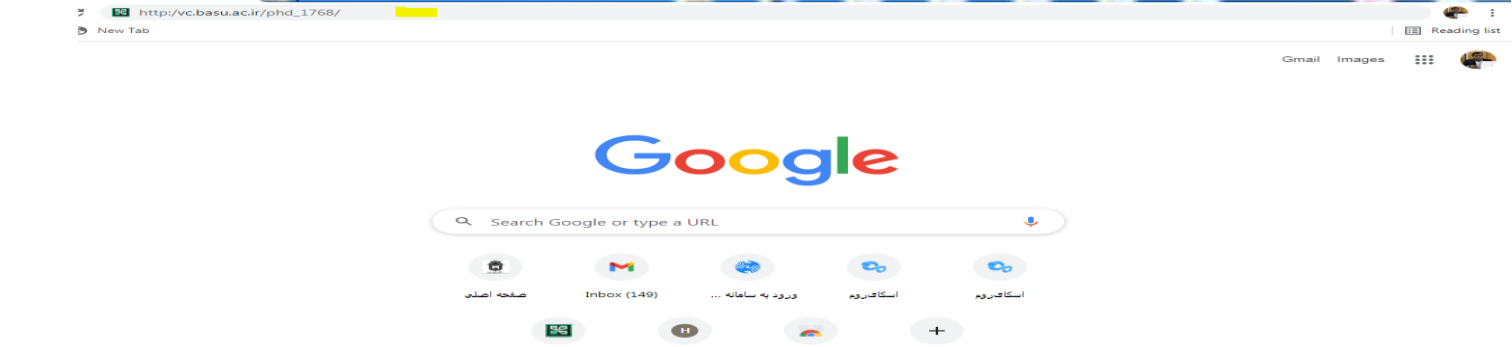 http:/vc.basu.ac.ir/phd_1768/
New Tab
Reading list
Gmail Images
Google
Search Google or type a URL
صفحه اصلی
Inbox (149)
ورود به سامانه ...
اسکای‌روم
اسکای‌روم
H